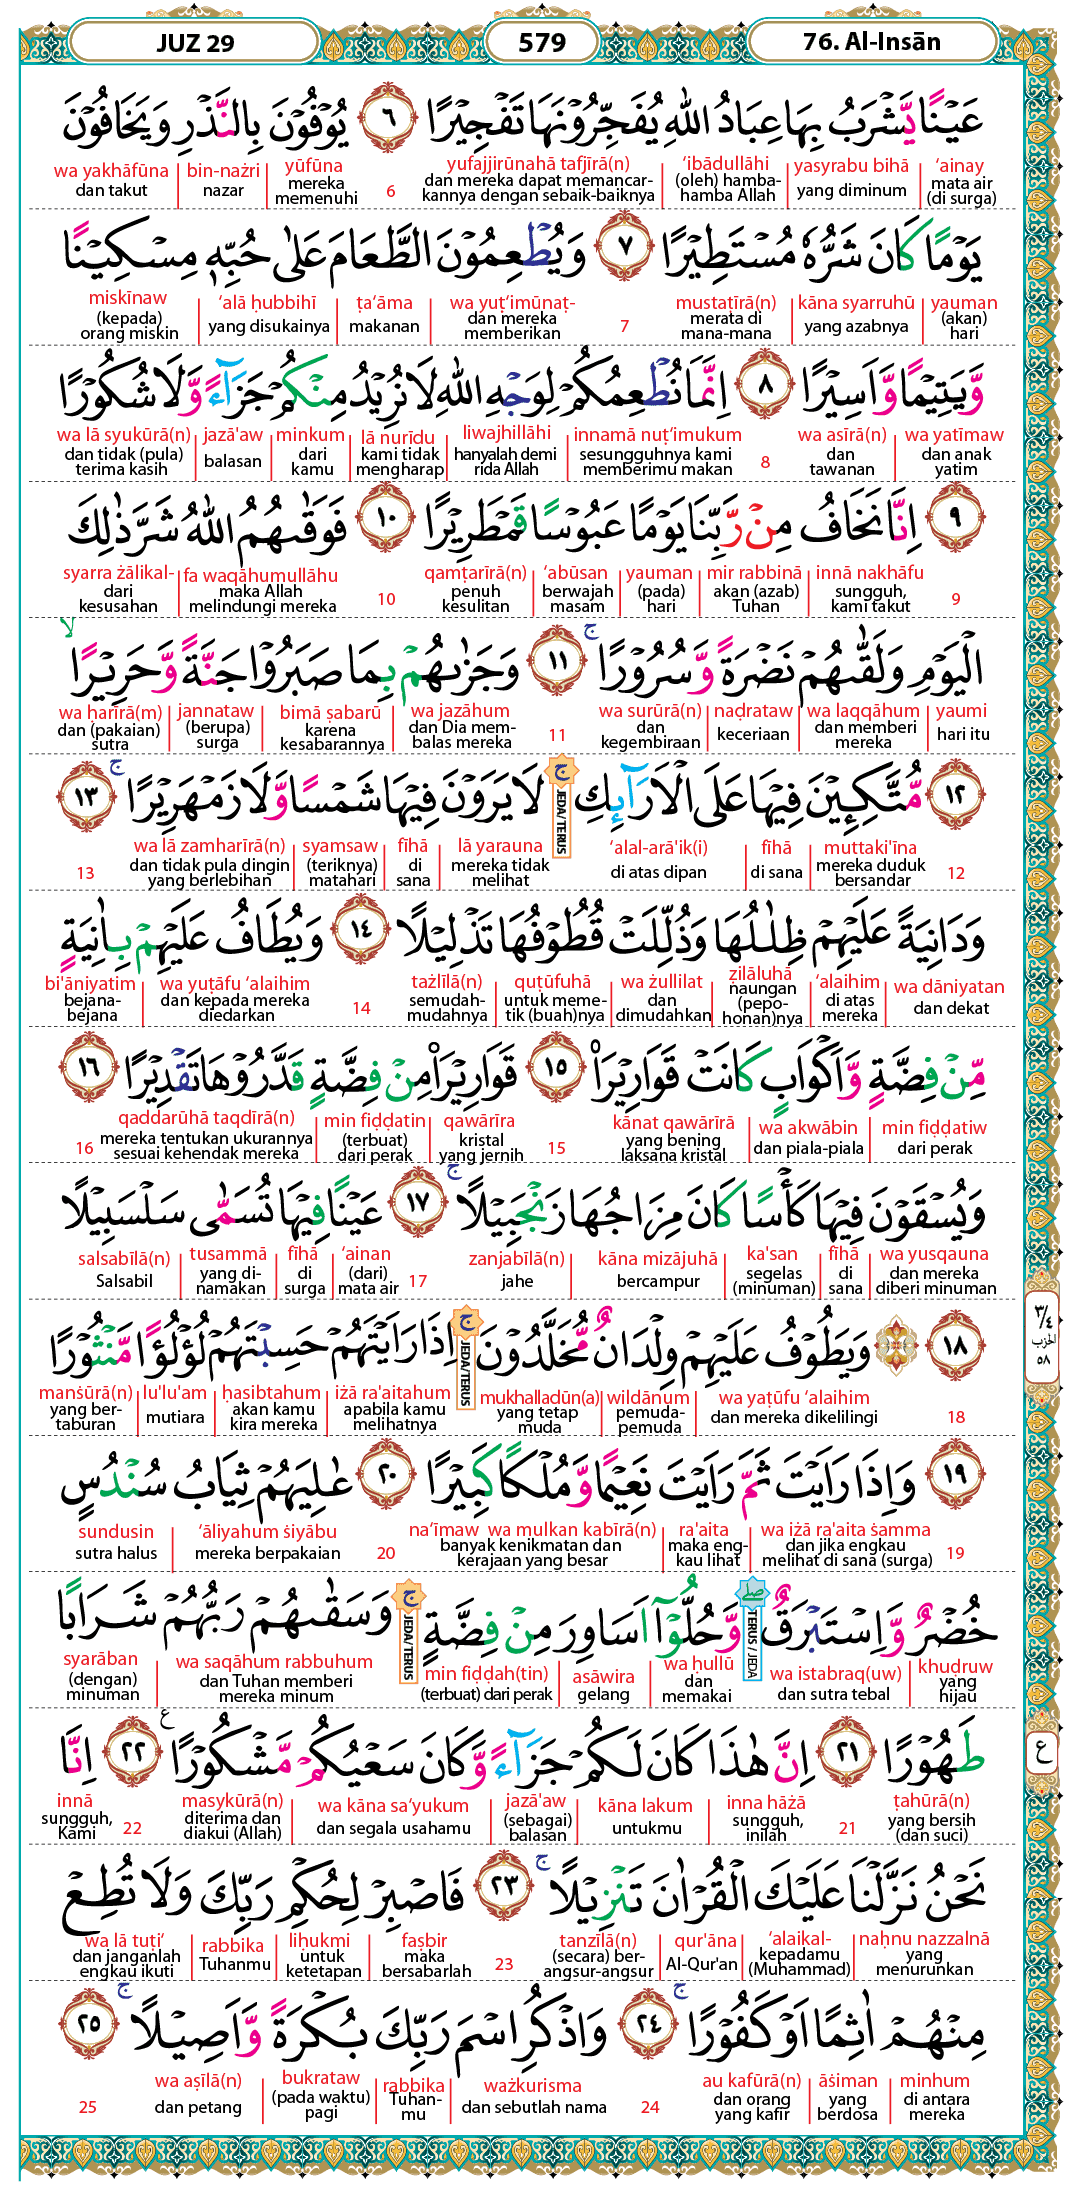 JUZ 29
579
76. Al-Insān
عَيْنًا يَّشْرَبُ بِهَا عِبَادُ اللّٰهِ يُفَجِّرُوْنَهَا تَفْجِيْرًا ٦ يُوْفُوْنَ بِالنَّذْرِ وَيَخَافُوْنَ
‘ainay
mata air
(di surga)
yasyrabu bihā
yang diminum
‘ibādullāhi
(oleh) hamba-
hamba Allah
yufajjirūnahā tafjīrā(n)
dan mereka dapat memancar-
kannya dengan sebaik-baiknya
6
yūfūna
mereka
memenuhi
bin-nażri
nazar
wa yakhāfūna
dan takut
يَوْمًا كَانَ شَرُّهٗ مُسْتَطِيْرًا ٧ وَيُطْعِمُوْنَ الطَّعَامَ عَلٰى حُبِّهٖ مِسْكِيْنًا
yauman
(akan)
hari
kāna syarruhū
yang azabnya
mustaṭīrā(n)
merata di
mana-mana
7
wa yuṭ‘imūnaṭ-
dan mereka
memberikan
ṭa‘āma
makanan
‘alā ḥubbihī
yang disukainya
miskīnaw
(kepada)
orang miskin
وَّيَتِيْمًا وَّاَسِيْرًا ٨ اِنَّمَا نُطْعِمُكُمْ لِوَجْهِ اللّٰهِ لَا نُرِيْدُ مِنْكُمْ جَزَاۤءً وَّلَا شُكُوْرًا
wa yatīmaw
dan anak
yatim
wa asīrā(n)
dan
tawanan
8
innamā nuṭ‘imukum
sesungguhnya kami
memberimu makan
liwajhillāhi
hanyalah demi
rida Allah
lā nurīdu
kami tidak
mengharap
minkum
dari
kamu
jazā'aw
balasan
wa lā syukūrā(n)
dan tidak (pula)
terima kasih
٩ اِنَّا نَخَافُ مِنْ رَّبِّنَا يَوْمًا عَبُوْسًا قَمْطَرِيْرًا ١٠ فَوَقٰىهُمُ اللّٰهُ شَرَّ ذٰلِكَ
9
innā nakhāfu
sungguh,
kami takut
mir rabbinā
akan (azab)
Tuhan
yauman
(pada)
hari
‘abūsan
berwajah
masam
qamṭarīrā(n)
penuh
kesulitan
10
fa waqāhumullāhu
maka Allah
melindungi mereka
syarra żālikal-
dari
kesusahan
الْيَوْمِ وَلَقّٰىهُمْ نَضْرَةً وَّسُرُوْرًا ۚ ١١ وَجَزٰىهُمْ بِمَا صَبَرُوْا جَنَّةً وَّحَرِيْرًا ۙ
yaumi
hari itu
wa laqqāhum
dan memberi
mereka
naḍrataw
keceriaan
wa surūrā(n)
dan
kegembiraan
11
wa jazāhum
dan Dia mem-
balas mereka
bimā ṣabarū
karena
kesabarannya
jannataw
(berupa)
surga
wa ḥarīrā(m)
dan (pakaian)
sutra
١٢ مُّتَّكِـِٕيْنَ فِيْهَا عَلَى الْاَرَاۤىِٕكِ ۚ لَا يَرَوْنَ فِيْهَا شَمْسًا وَّلَا زَمْهَرِيْرًا ۚ ١٣
JEDA/TERUS
12
muttaki'īna
mereka duduk
bersandar
fīhā
di sana
‘alal-arā'ik(i)
di atas dipan
lā yarauna
mereka tidak
melihat
fīhā
di
sana
syamsaw
(teriknya)
matahari
wa lā zamharīrā(n)
dan tidak pula dingin
yang berlebihan
13
وَدَانِيَةً عَلَيْهِمْ ظِلٰلُهَا وَذُلِّلَتْ قُطُوْفُهَا تَذْلِيْلًا ١٤ وَيُطَافُ عَلَيْهِمْ بِاٰنِيَةٍ
wa dāniyatan
dan dekat
‘alaihim
di atas
mereka
ẓilāluhā
naungan
(pepo-
honan)nya
wa żullilat
dan
dimudahkan
quṭūfuhā
untuk meme-
tik (buah)nya
tażlīlā(n)
semudah-
mudahnya
14
wa yuṭāfu ‘alaihim
dan kepada mereka
diedarkan
bi'āniyatim
bejana-
bejana
مِّنْ فِضَّةٍ وَّاَكْوَابٍ كَانَتْ قَوَارِيْرَا۠ ١٥ قَوَارِيْرَا۟ مِنْ فِضَّةٍ قَدَّرُوْهَا تَقْدِيْرًا ١٦
min fiḍḍatiw
dari perak
wa akwābin
dan piala-piala
kānat qawārīrā
yang bening
laksana kristal
15
qawārīra
kristal
yang jernih
min fiḍḍatin
(terbuat)
dari perak
qaddarūhā taqdīrā(n)
mereka tentukan ukurannya
sesuai kehendak mereka
16
وَيُسْقَوْنَ فِيْهَا كَأْسًا كَانَ مِزَاجُهَا زَنْجَبِيْلًا ۚ ١٧ عَيْنًا فِيْهَا تُسَمّٰى سَلْسَبِيْلًا
wa yusqauna
dan mereka
diberi minuman
fīhā
di
sana
ka'san
segelas
(minuman)
kāna mizājuhā
bercampur
zanjabīlā(n)
jahe
17
‘ainan
(dari)
mata air
fīhā
di
surga
tusammā
yang di-
namakan
salsabīlā(n)
Salsabil
١٨ وَيَطُوْفُ عَلَيْهِمْ وِلْدَانٌ مُّخَلَّدُوْنَ ۚ اِذَا رَاَيْتَهُمْ حَسِبْتَهُمْ لُؤْلُؤًا مَّنْثُوْرًا
JEDA/TERUS
٣/٤
الحزب
٥٨
18
wa yaṭūfu ‘alaihim
dan mereka dikelilingi
wildānum
pemuda-
pemuda
mukhalladūn(a)
yang tetap
muda
iżā ra'aitahum
apabila kamu
melihatnya
ḥasibtahum
akan kamu
kira mereka
lu'lu'am
mutiara
manṡūrā(n)
yang ber-
taburan
١٩ وَاِذَا رَاَيْتَ ثَمَّ رَاَيْتَ نَعِيْمًا وَّمُلْكًا كَبِيْرًا ٢٠ عٰلِيَهُمْ ثِيَابُ سُنْدُسٍ
19
wa iżā ra'aita ṡamma
dan jika engkau
melihat di sana (surga)
ra'aita
maka eng-
kau lihat
na‘īmaw wa mulkan kabīrā(n)
banyak kenikmatan dan
kerajaan yang besar
20
‘āliyahum ṡiyābu
mereka berpakaian
sundusin
sutra halus
خُضْرٌ وَّاِسْتَبْرَقٌ ۖ وَّحُلُّوْٓا اَسَاوِرَ مِنْ فِضَّةٍ ۚ وَسَقٰىهُمْ رَبُّهُمْ شَرَابًا
TERUS / JEDA
JEDA/TERUS
khuḍruw
yang
hijau
wa istabraq(uw)
dan sutra tebal
wa ḥullū
dan
memakai
asāwira
gelang
min fiḍḍah(tin)
(terbuat) dari perak
wa saqāhum rabbuhum
dan Tuhan memberi
mereka minum
syarāban
(dengan)
minuman
طَهُوْرًا ٢١ اِنَّ هٰذَا كَانَ لَكُمْ جَزَاۤءً وَّكَانَ سَعْيُكُمْ مَّشْكُوْرًا ࣖ ٢٢ اِنَّا
ع
ṭahūrā(n)
yang bersih
(dan suci)
21
inna hāżā
sungguh,
inilah
kāna lakum
untukmu
jazā'aw
(sebagai)
balasan
wa kāna sa‘yukum
dan segala usahamu
masykūrā(n)
diterima dan
diakui (Allah)
22
innā
sungguh,
Kami
نَحْنُ نَزَّلْنَا عَلَيْكَ الْقُرْاٰنَ تَنْزِيْلًا ۚ ٢٣ فَاصْبِرْ لِحُكْمِ رَبِّكَ وَلَا تُطِعْ
naḥnu nazzalnā
yang
menurunkan
‘alaikal-
kepadamu
(Muhammad)
qur'āna
Al-Qur'an
tanzīlā(n)
(secara) ber-
angsur-angsur
23
faṣbir
maka
bersabarlah
liḥukmi
untuk
ketetapan
rabbika
Tuhanmu
wa lā tuṭi‘
dan janganlah
engkau ikuti
مِنْهُمْ اٰثِمًا اَوْ كَفُوْرًا ۚ ٢٤ وَاذْكُرِ اسْمَ رَبِّكَ بُكْرَةً وَّاَصِيْلًا ۚ ٢٥
minhum
di antara
mereka
āṡiman
yang
berdosa
au kafūrā(n)
dan orang
yang kafir
24
ważkurisma
dan sebutlah nama
rabbika
Tuhan-
mu
bukrataw
(pada waktu)
pagi
wa aṣīlā(n)
dan petang
25